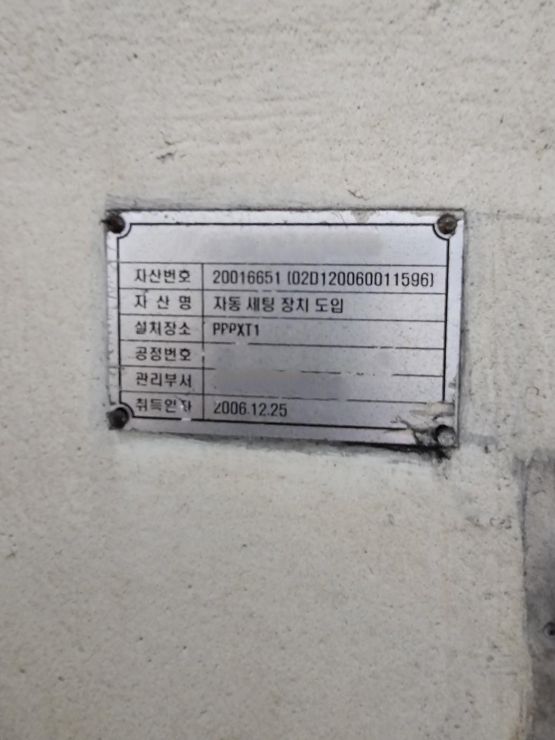 자산번호 20016651 (02D120060011596)
자 산 명 자동 세팅 장치 도입
설치장소 PPPXT1
공정번호
관리부서
취득일자 2006.12.25